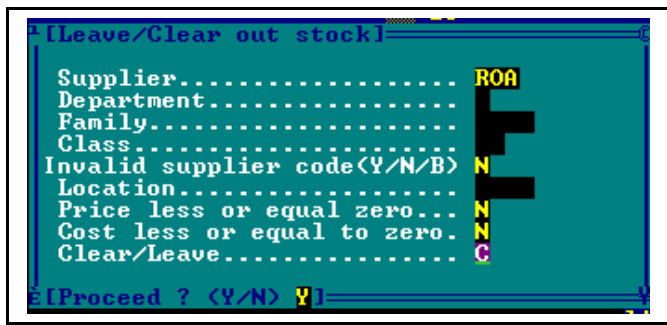 [Leave/Clear out stock]
Supplier.................... ROA
Department.................
Family.....................
Class......................
Invalid supplier code(Y/N/B) N
Location...................
Price less or equal zero... N
Cost less or equal to zero. N
Clear/Leave................ C
[Proceed ? (Y/N) Y]